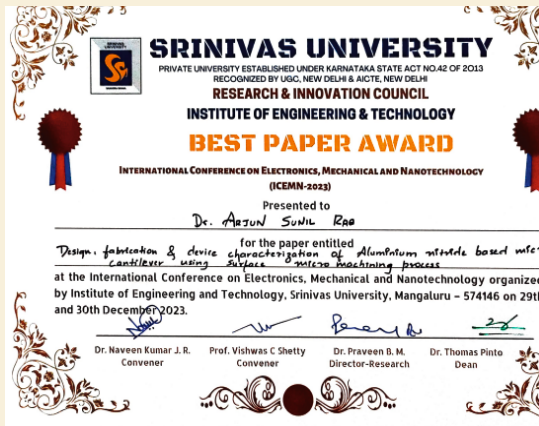 SRINIVAS
UNIVERSITY
SRINIVAS UNIVERSITY
PRIVATE UNIVERSITY ESTABLISHED UNDER KARNATAKA STATE ACT NO.42 OF 2013
RECOGNIZED BY UGC, NEW DELHI & AICTE, NEW DELHI
RESEARCH & INNOVATION COUNCIL
INSTITUTE OF ENGINEERING & TECHNOLOGY
BEST PAPER AWARD
INTERNATIONAL CONFERENCE ON ELECTRONICS, MECHANICAL AND NANOTECHNOLOGY
(ICEMN-2023)
Presented to
Dr. ARJUN SUNIL RAO
for the paper entitled
Design, fabrication & device characterization of Aluminium nitride based micro
cantilever using surface micro machining process
at the International Conference on Electronics, Mechanical and Nanotechnology organized
by Institute of Engineering and Technology, Srinivas University, Mangaluru – 574146 on 29th
and 30th December 2023.
Dr. Naveen Kumar J. R. Prof. Vishwas C Shetty Dr. Praveen B. M. Dr. Thomas Pinto
Convener Convener Director-Research Dean